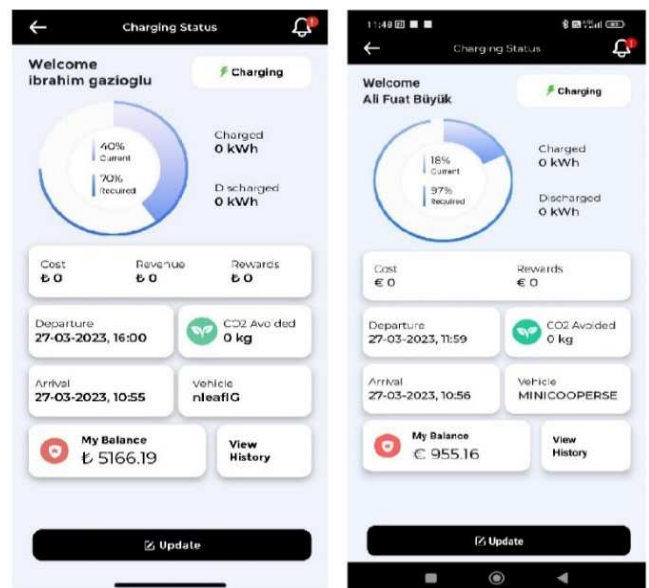 Charging Status
Welcome
ibrahim gazioglu
Charging
40%
Current
70%
Required
Charged
0 kWh
D scharged
0 kWh
Cost
₺ 0
Revenue
₺ 0
Rewards
₺ 0
Departure
27-03-2023, 16:00
CO2 Avoided
0 kg
Arrival
27-03-2023, 10:55
Vehicle
nleaflG
My Balance
₺ 5166.19
View
History
Update
11:48
Charging Status
Welcome
Ali Fuat Büyük
Charging
18%
Current
97%
Required
Charged
0 kWh
Discharged
0 kWh
Cost
€ 0
Rewards
€ 0
Departure
27-03-2023, 11:59
CO2 Avoided
0 kg
Arrival
27-03-2023, 10:56
Vehicle
MINICOOPERSE
My Balance
€ 955.16
View
History
Update